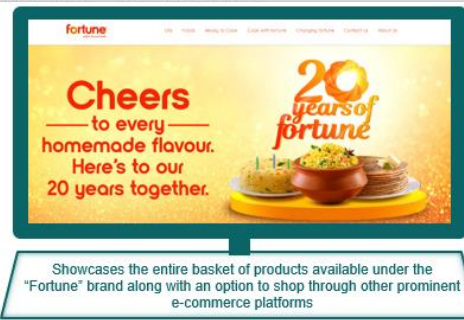 fortune
Oils Foods Ready to Cook Cook with fortune Changing fortune Contact Us About Us
Cheers
to every
homemade flavour.
Here's to our
20 years together.
20
years of
fortune
Showcases the entire basket of products available under the
“Fortune” brand along with an option to shop through other prominent
e-commerce platforms